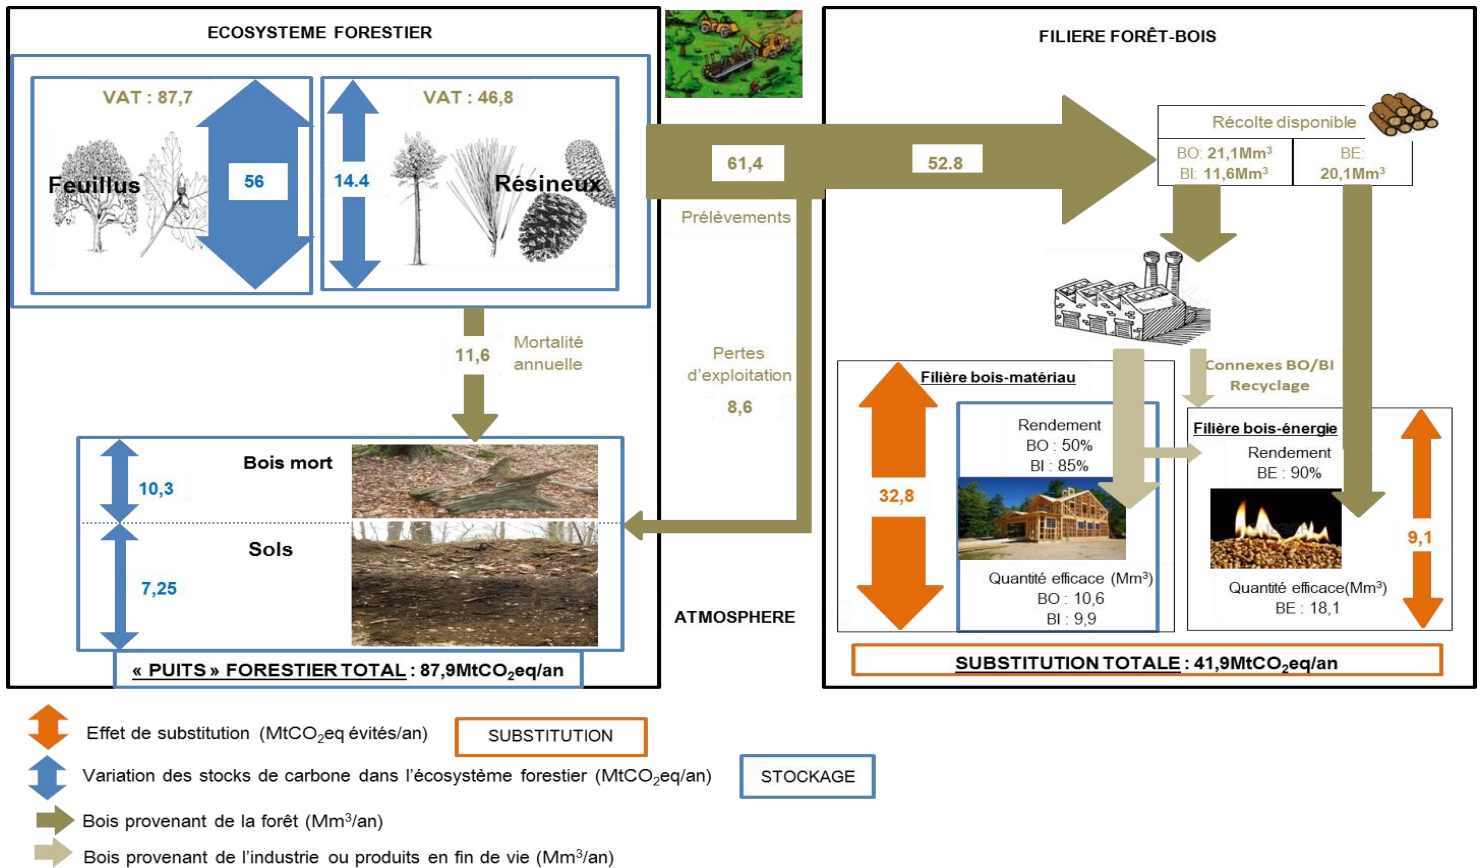 ECOSYSTEME FORESTIER
VAT : 87,7
Feuillus
56
VAT : 46,8
14.4
Résineux
61,4
52.8
Prélèvements
11,6
Mortalité
annuelle
Pertes
d'exploitation
8,6
Bois mort
10,3
Sols
7,25
« PUITS » FORESTIER TOTAL : 87,9MtCO₂eq/an
ATMOSPHERE
FILIERE FORÊT-BOIS
Récolte disponible
BO: 21,1Mm³
BI: 11,6Mm³
BE:
20,1Mm³
Connexes BO/BI
Recyclage
Filière bois-matériau
32,8
Rendement
BO : 50%
BI : 85%
Quantité efficace (Mm³)
BO : 10,6
BI : 9,9
Filière bois-énergie
Rendement
BE : 90%
9,1
Quantité efficace(Mm³)
BE : 18,1
SUBSTITUTION TOTALE : 41,9MtCO₂eq/an
Effet de substitution (MtCO₂eq évités/an)
SUBSTITUTION
Variation des stocks de carbone dans l'écosystème forestier (MtCO₂eq/an)
STOCKAGE
Bois provenant de la forêt (Mm³/an)
Bois provenant de l'industrie ou produits en fin de vie (Mm³/an)